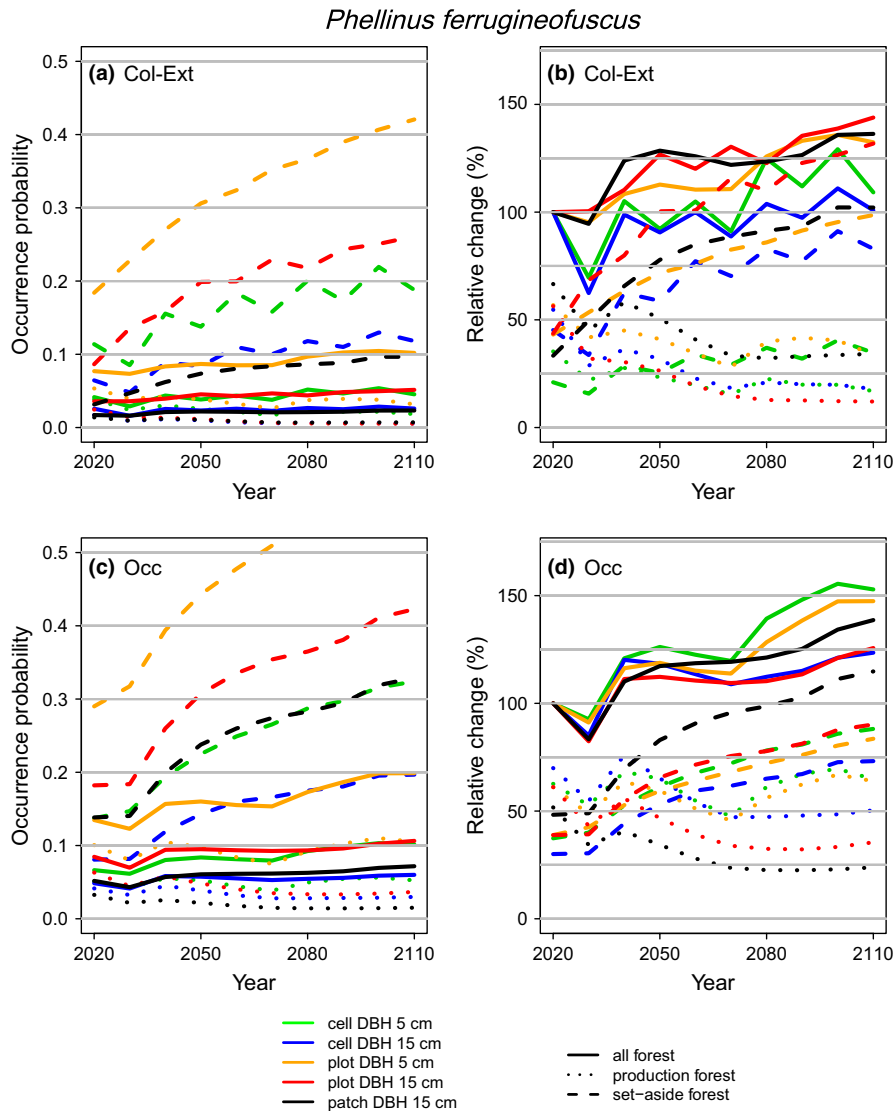 Phellinus ferrugineofuscus
(a) Col-Ext
Occurrence probability
0.5
0.4
0.3
0.2
0.1
0.0
2020 2050 2080 2110
Year
(b) Col-Ext
Relative change (%)
150
100
50
0
2020 2050 2080 2110
Year
(c) Occ
Occurrence probability
0.5
0.4
0.3
0.2
0.1
0.0
2020 2050 2080 2110
Year
(d) Occ
Relative change (%)
150
100
50
0
2020 2050 2080 2110
Year
cell DBH 5 cm
cell DBH 15 cm
plot DBH 5 cm
plot DBH 15 cm
patch DBH 15 cm
all forest
production forest
set−aside forest